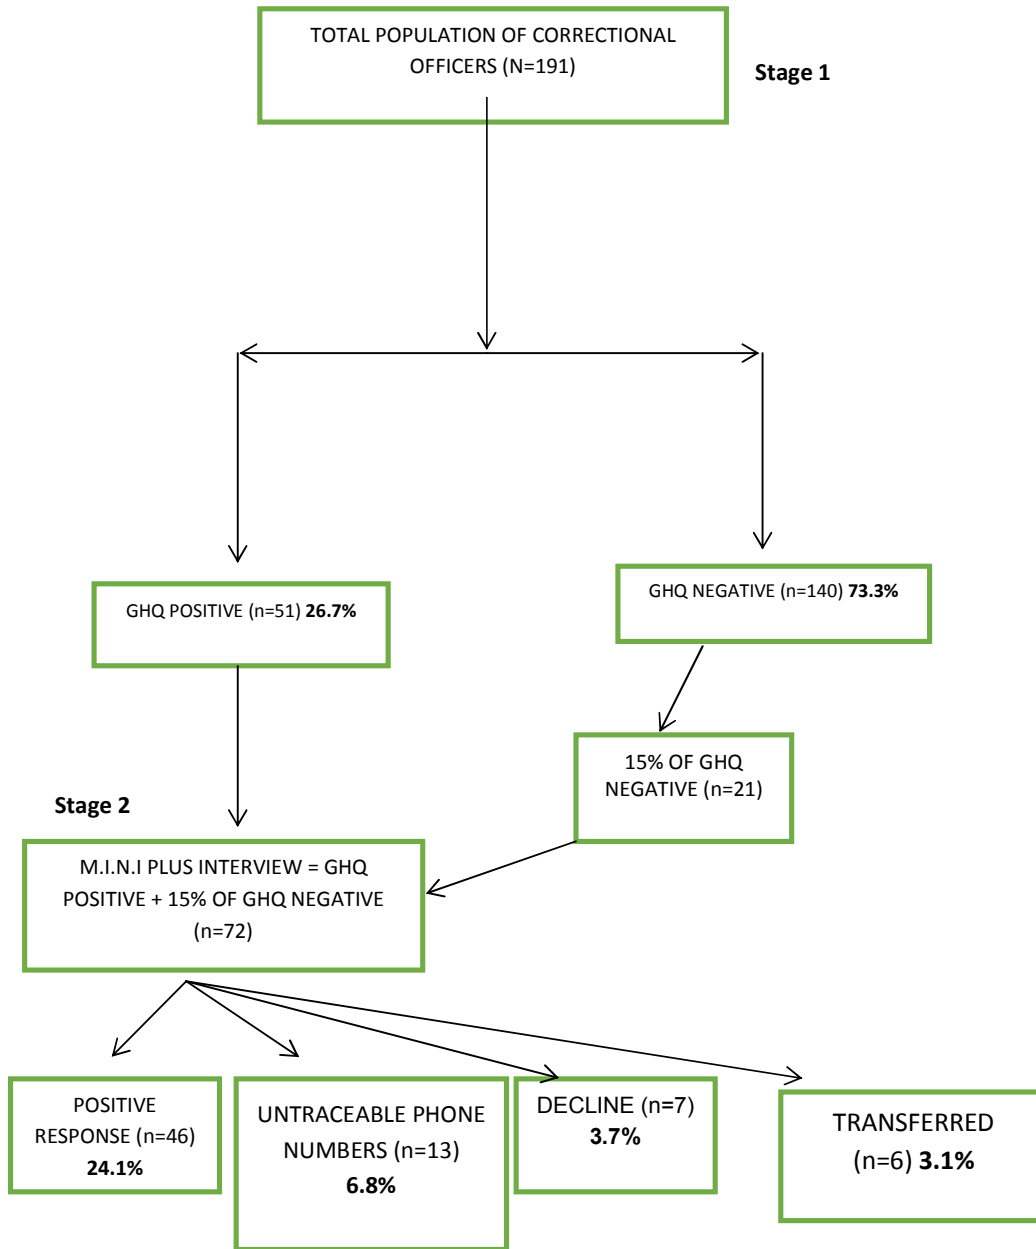 TOTAL POPULATION OF CORRECTIONAL
OFFICERS (N=191)
Stage 1
GHQ POSITIVE (n=51) 26.7%
GHQ NEGATIVE (n=140) 73.3%
15% OF GHQ
NEGATIVE (n=21)
Stage 2
M.I.N.I PLUS INTERVIEW = GHQ
POSITIVE + 15% OF GHQ NEGATIVE
(n=72)
POSITIVE
RESPONSE (n=46)
24.1%
UNTRACEABLE PHONE
NUMBERS (n=13)
6.8%
DECLINE (n=7)
3.7%
TRANSFERRED
(n=6) 3.1%